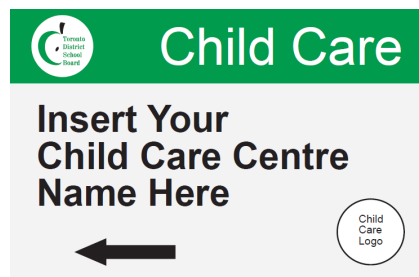 Toronto
District
School
Board
Child Care
Insert Your
Child Care Centre
Name Here
Child
Care
Logo